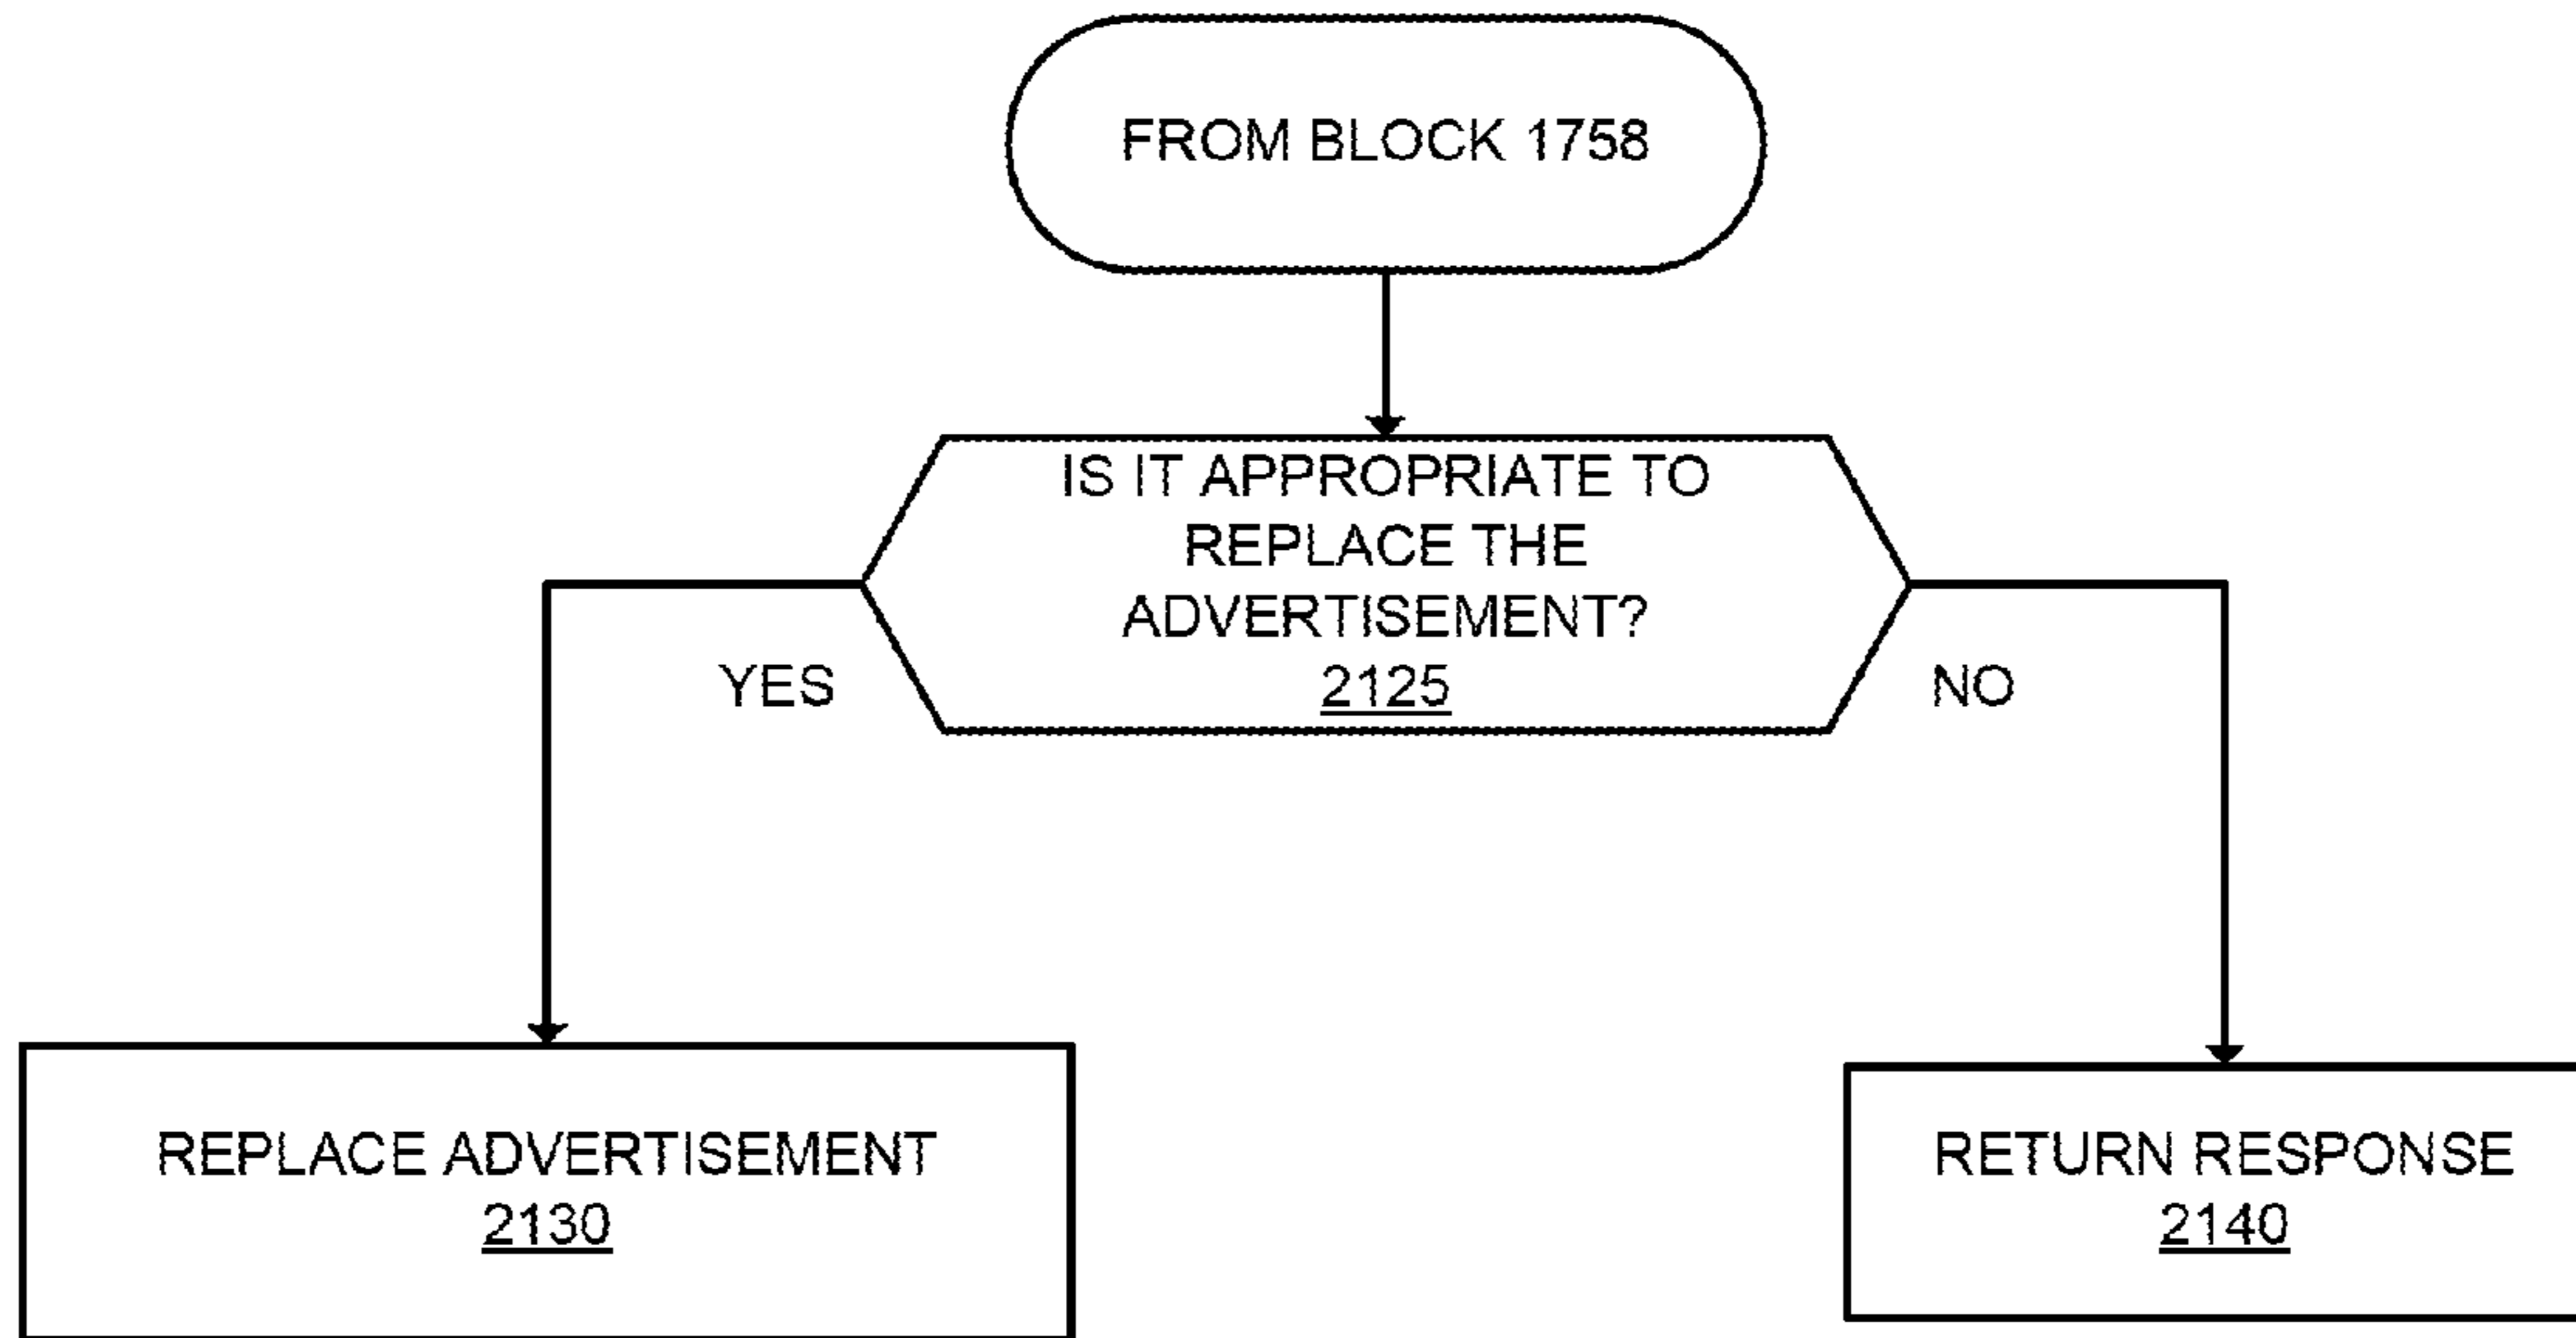 FROM BLOCK 1758
IS IT APPROPRIATE TO
REPLACE THE
ADVERTISEMENT?
2125
YES
NO
REPLACE ADVERTISEMENT
2130
RETURN RESPONSE
2140